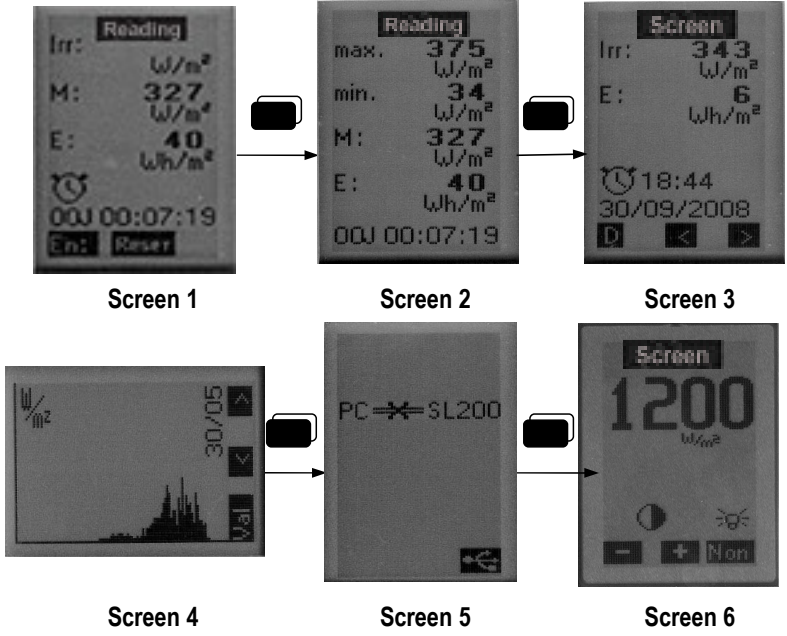 Reading
Irr:
W/m²
M: 327
W/m²
E: 40
Wh/m²
00J 00:07:19
En: Reser
Screen 1
Reading
max. 375
W/m²
min. 34
W/m²
M: 327
W/m²
E: 40
Wh/m²
00J 00:07:19
Screen 2
Screen
Irr: 343
W/m²
E: 6
Wh/m²
18:44
30/09/2008
D < >
Screen 3
W/m²
30/05
Val
Screen 4
PC SL200
Screen 5
Screen
1200
W/m²
- + Non
Screen 6